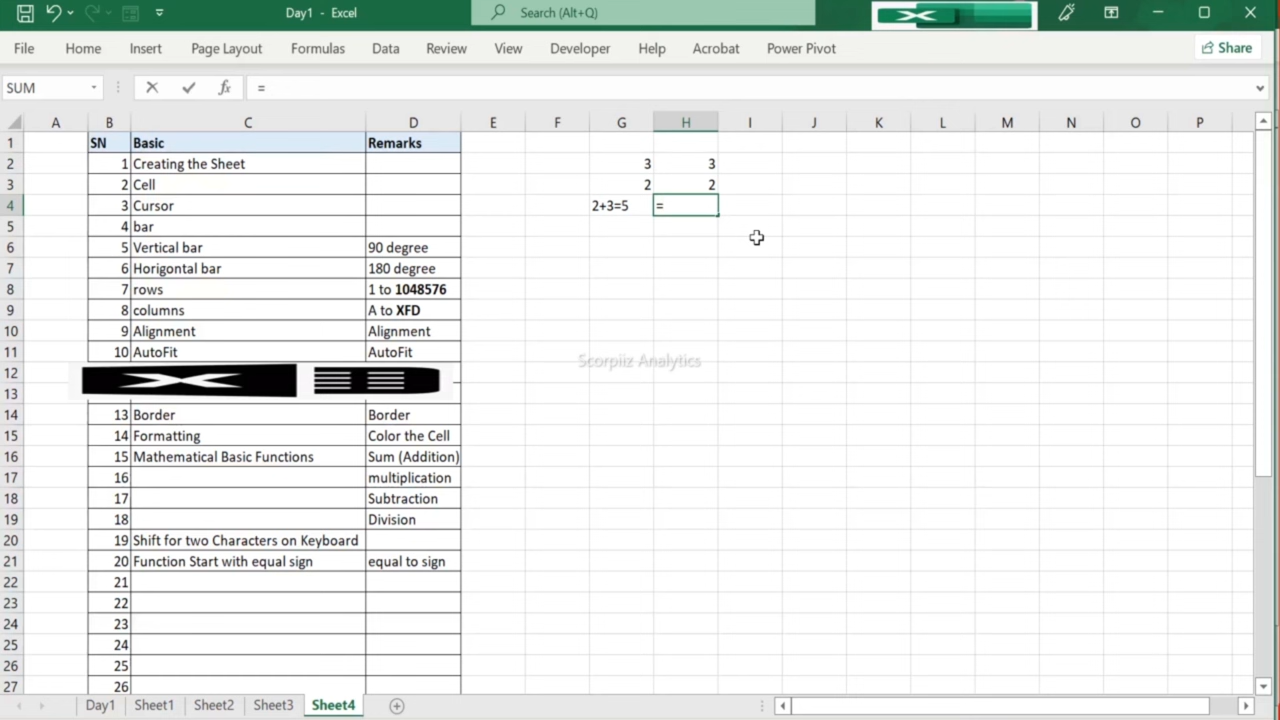 Day1 - Excel
Search (Alt+Q)
File Home Insert Page Layout Formulas Data Review View Developer Help Acrobat Power Pivot Share
SUM fx =
A B C D E F G H I J K L M N O P
1 SN Basic Remarks
2 1 Creating the Sheet 3 3
3 2 Cell 2 2
4 3 Cursor 2+3=5 =
5 4 bar
6 5 Vertical bar 90 degree
7 6 Horigontal bar 180 degree
8 7 rows 1 to 1048576
9 8 columns A to XFD
10 9 Alignment Alignment
11 10 AutoFit AutoFit
Scorpiiz Analytics
12
13
14 13 Border Border
15 14 Formatting Color the Cell
16 15 Mathematical Basic Functions Sum (Addition)
17 16 multiplication
18 17 Subtraction
19 18 Division
20 19 Shift for two Characters on Keyboard
21 20 Function Start with equal sign equal to sign
22 21
23 22
24 23
25 24
26 25
27 26
Day1 Sheet1 Sheet2 Sheet3 Sheet4